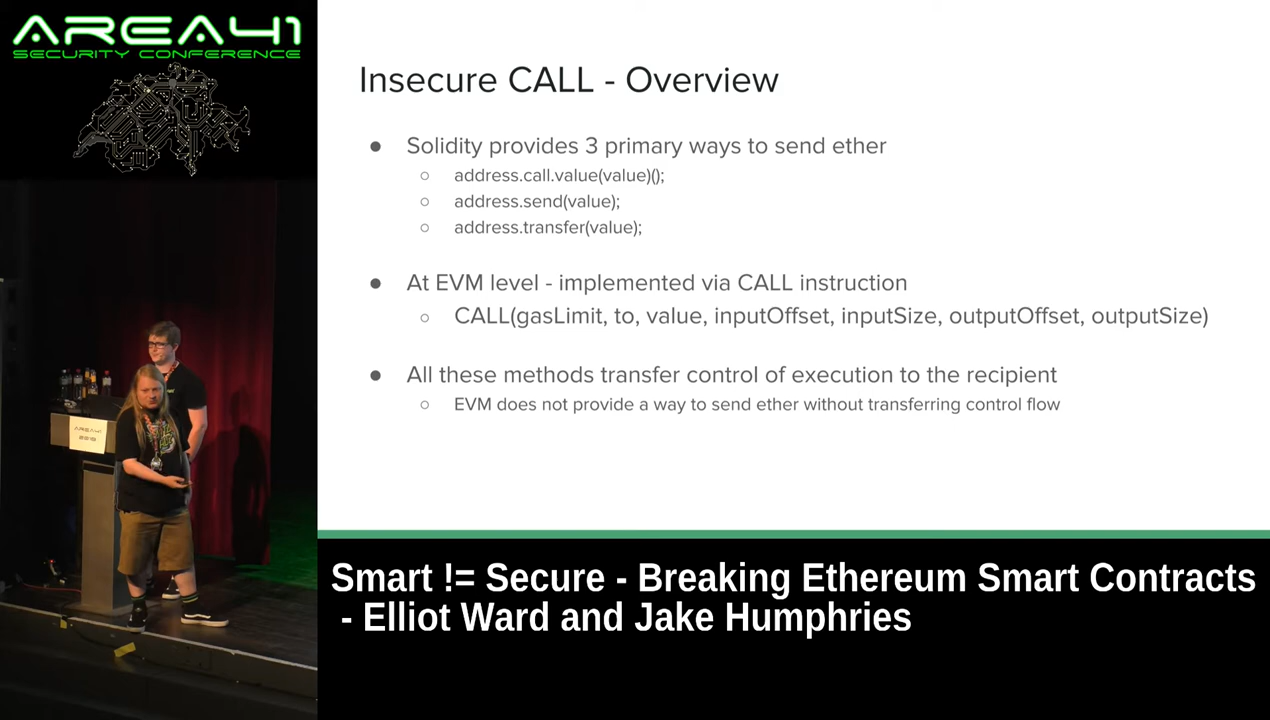 AREA41
SECURITY CONFERENCE
Insecure CALL - Overview
● Solidity provides 3 primary ways to send ether
○ address.call.value(value)();
○ address.send(value);
○ address.transfer(value);
● At EVM level - implemented via CALL instruction
○ CALL(gasLimit, to, value, inputOffset, inputSize, outputOffset, outputSize)
● All these methods transfer control of execution to the recipient
○ EVM does not provide a way to send ether without transferring control flow
AREA41
Smart != Secure - Breaking Ethereum Smart Contracts
- Elliot Ward and Jake Humphries